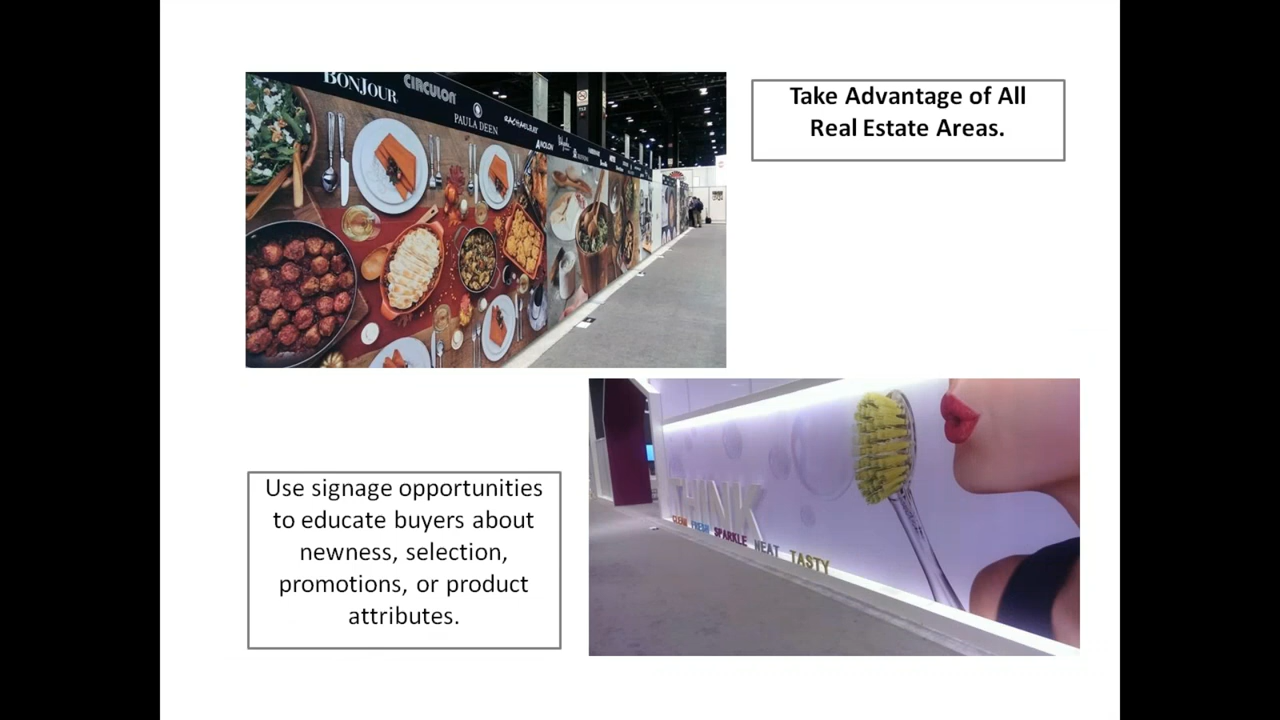 BONJOUR
CIRCULON
PAULA DEEN
RACHAELRAY
ANOLON
Take Advantage of All
Real Estate Areas.
THINK
CLEAN FRESH SPARKLE NEAT TASTY
Use signage opportunities
to educate buyers about
newness, selection,
promotions, or product
attributes.